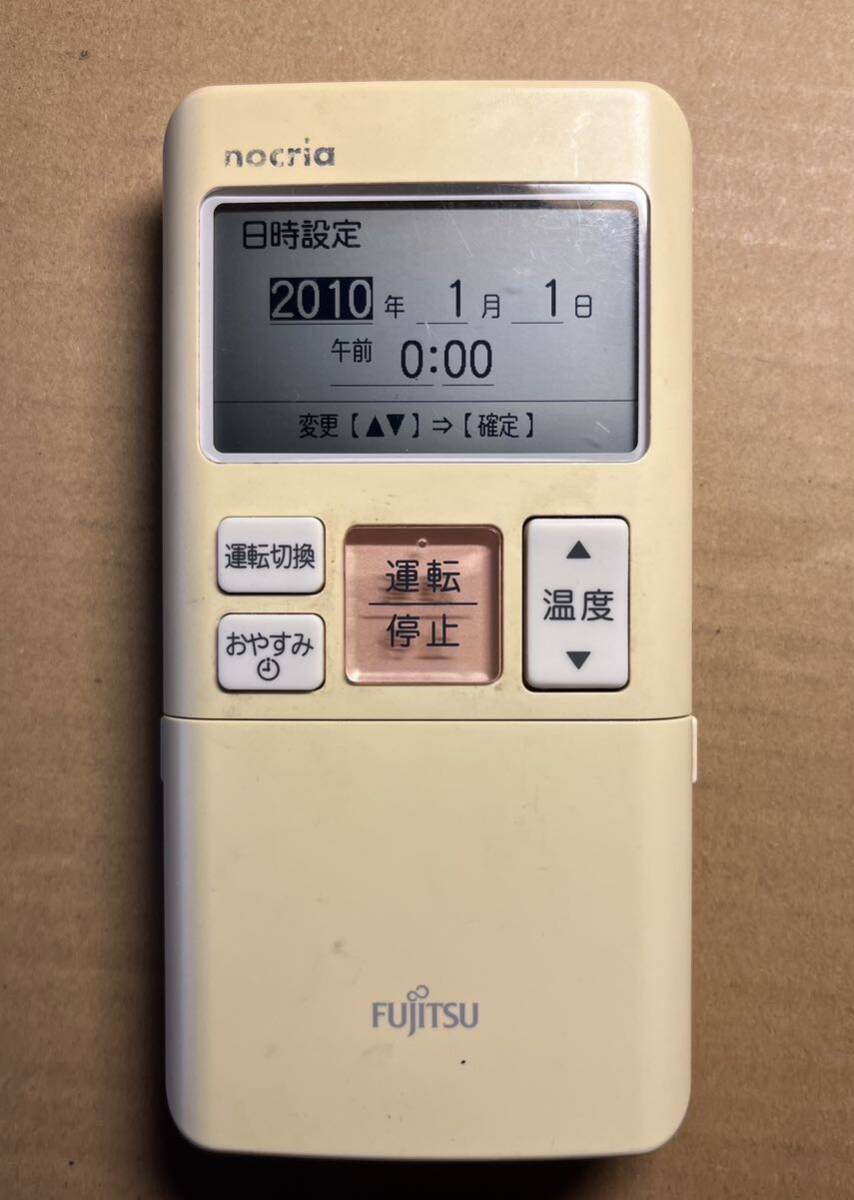 nocria
日時設定
2010年 1月 1日
午前 0:00
変更【▲▼】⇒【確定】
運転切換
運転
停止
▲
温度
▼
おやすみ
FUJITSU